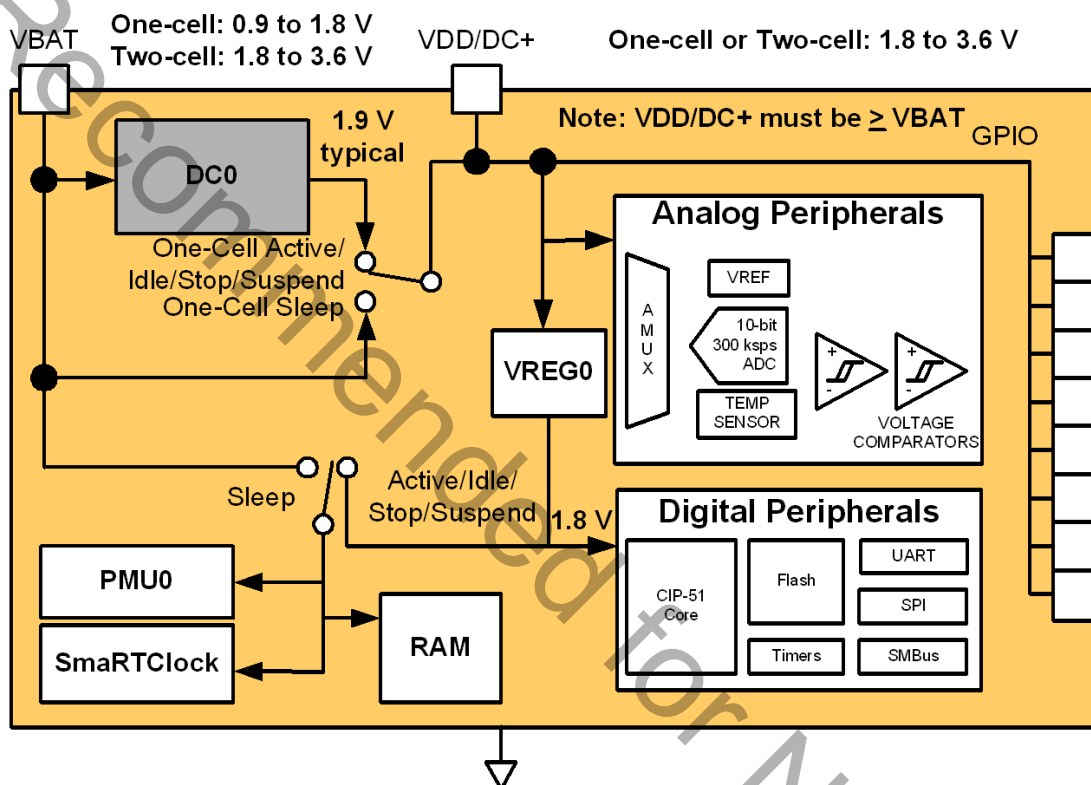 VBAT
One-cell: 0.9 to 1.8 V
Two-cell: 1.8 to 3.6 V
VDD/DC+
One-cell or Two-cell: 1.8 to 3.6 V
Note: VDD/DC+ must be ≥ VBAT
GPIO
DC0
1.9 V
typical
One-Cell Active/
Idle/Stop/Suspend
One-Cell Sleep
VREG0
Analog Peripherals
A
M
U
X
VREF
10-bit
300 ksps
ADC
TEMP
SENSOR
+
-
+
-
VOLTAGE
COMPARATORS
Sleep
Active/Idle/
Stop/Suspend
1.8 V
PMU0
SmaRTClock
RAM
Digital Peripherals
CIP-51
Core
Flash
Timers
UART
SPI
SMBus
Recommended for N